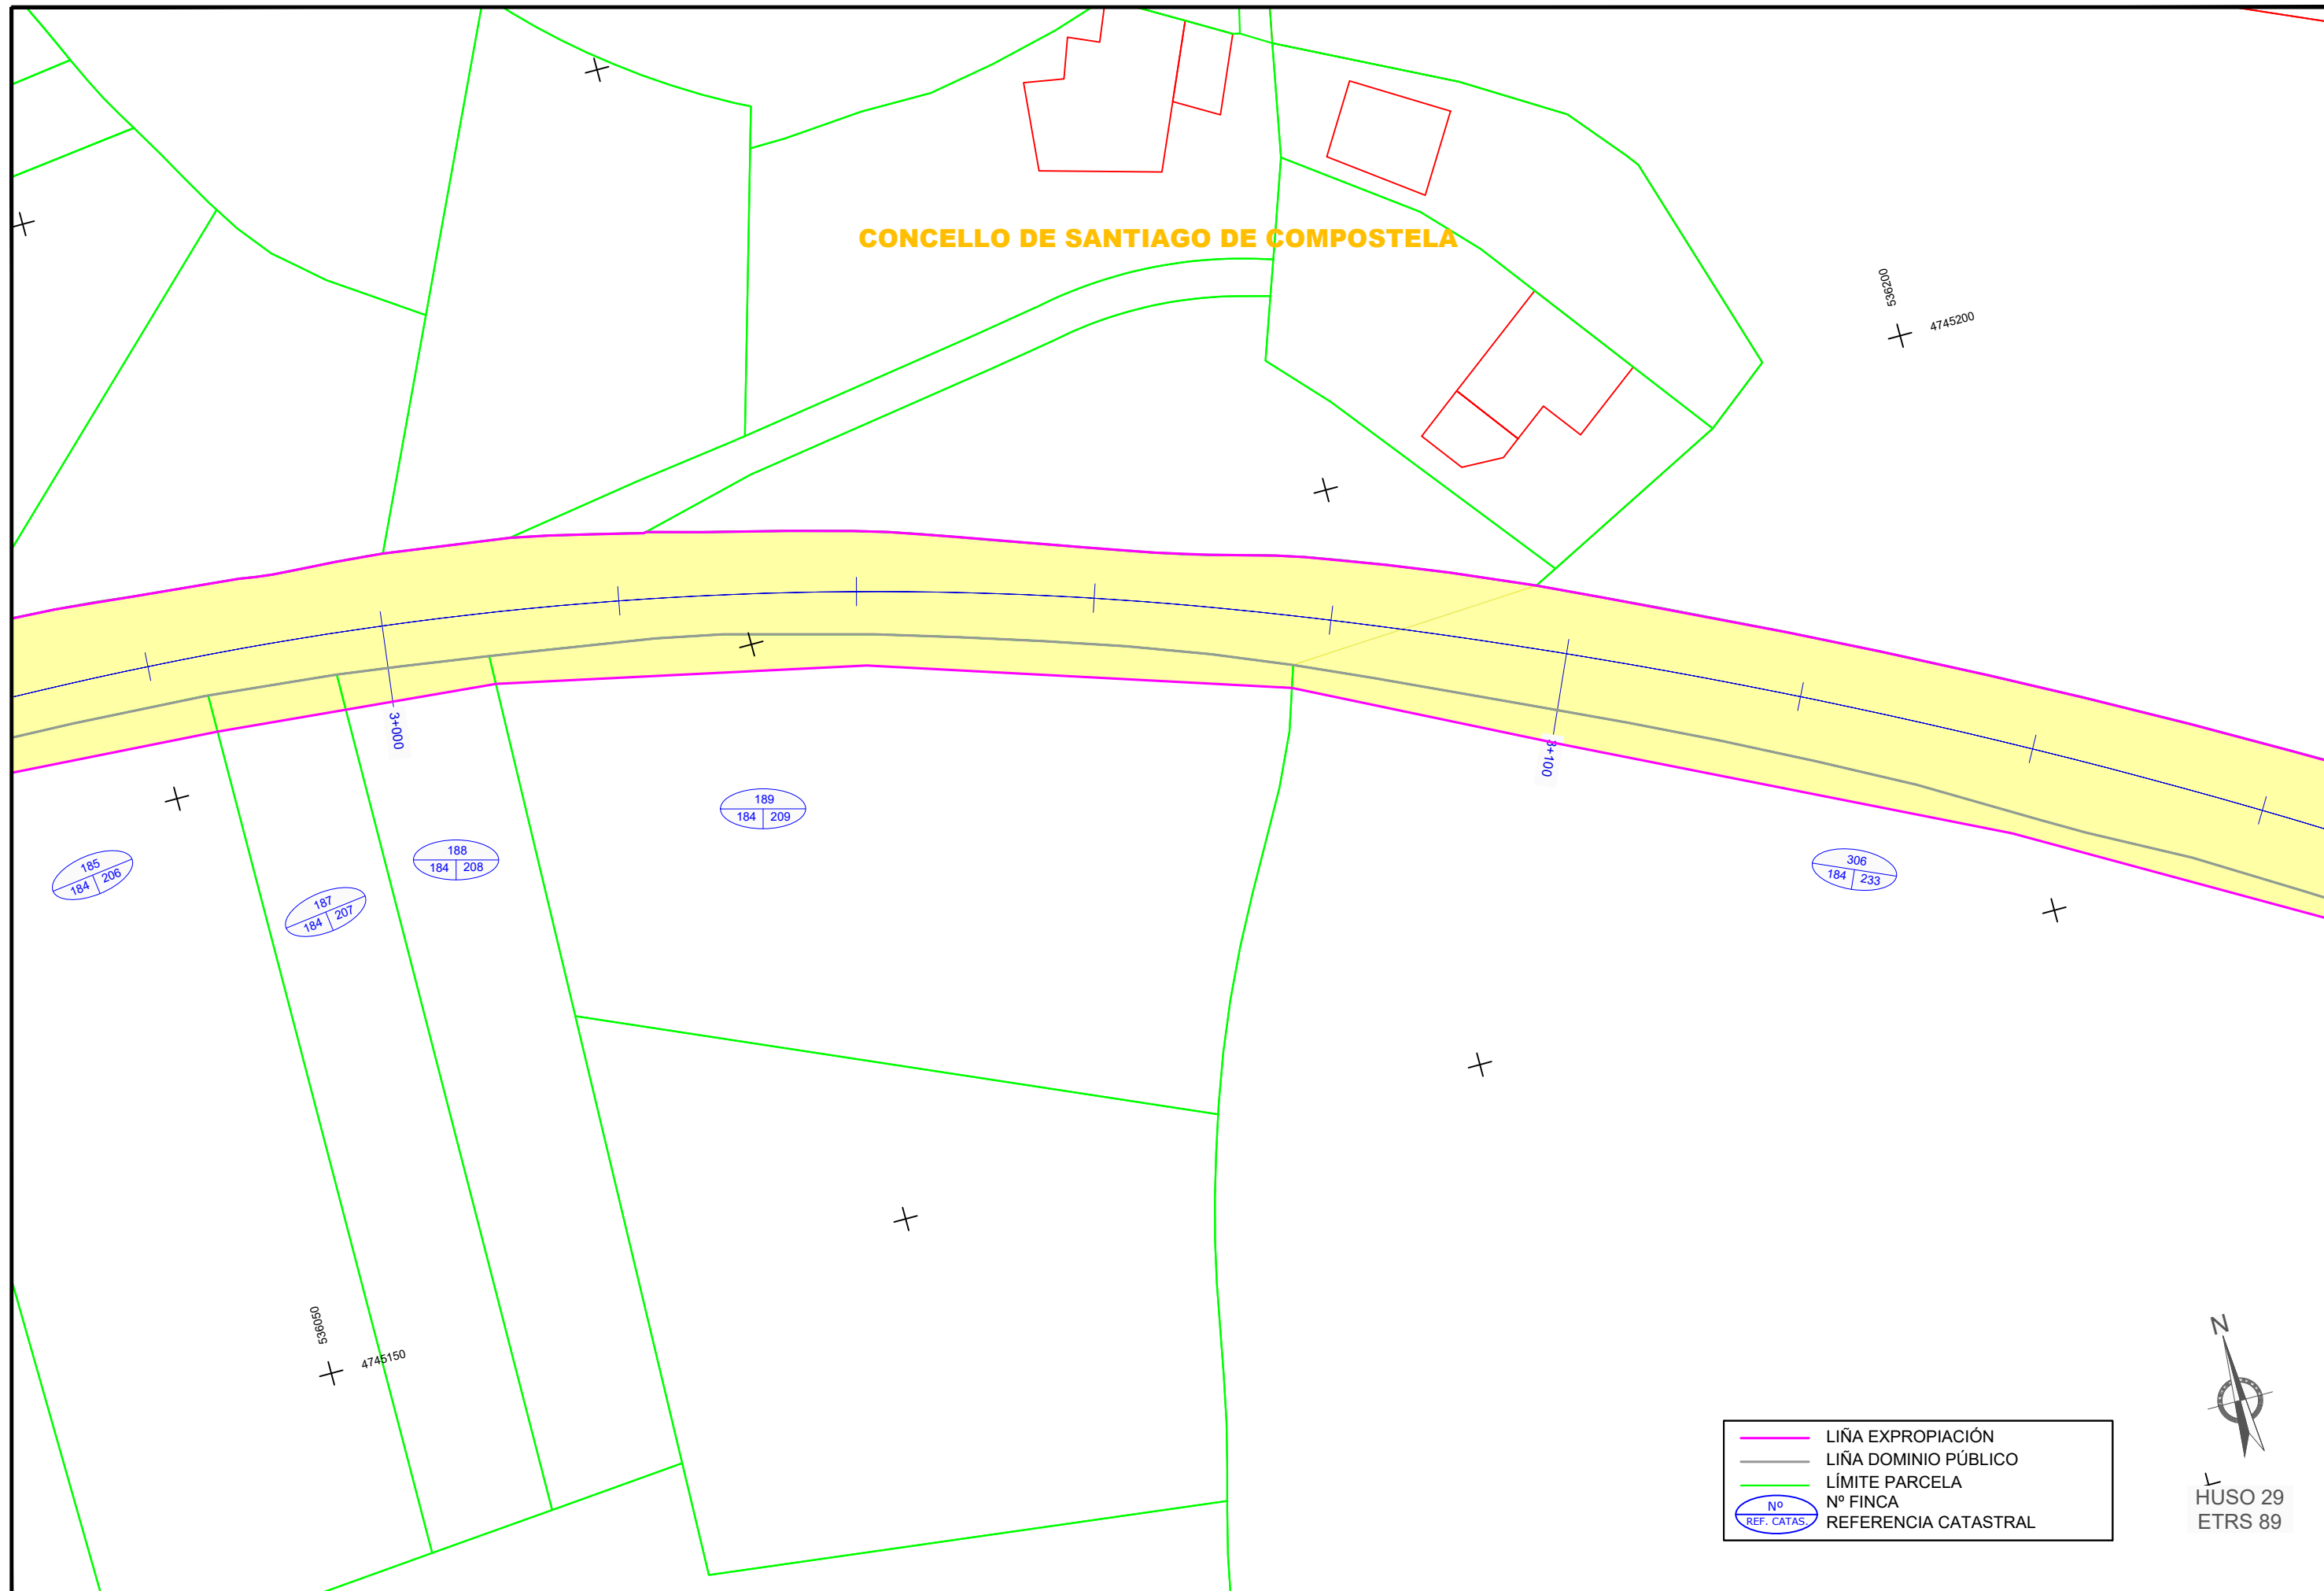 CONCELLO DE SANTIAGO DE COMPOSTELA
536200
4745200
3+000
3+100
189
184 209
188
184 208
185
184 206
187
184 207
306
184 233
536050
4745150
N
LIÑA EXPROPIACIÓN
LIÑA DOMINIO PÚBLICO
LÍMITE PARCELA
Nº
REF. CATAS.
Nº FINCA
REFERENCIA CATASTRAL
HUSO 29
ETRS 89